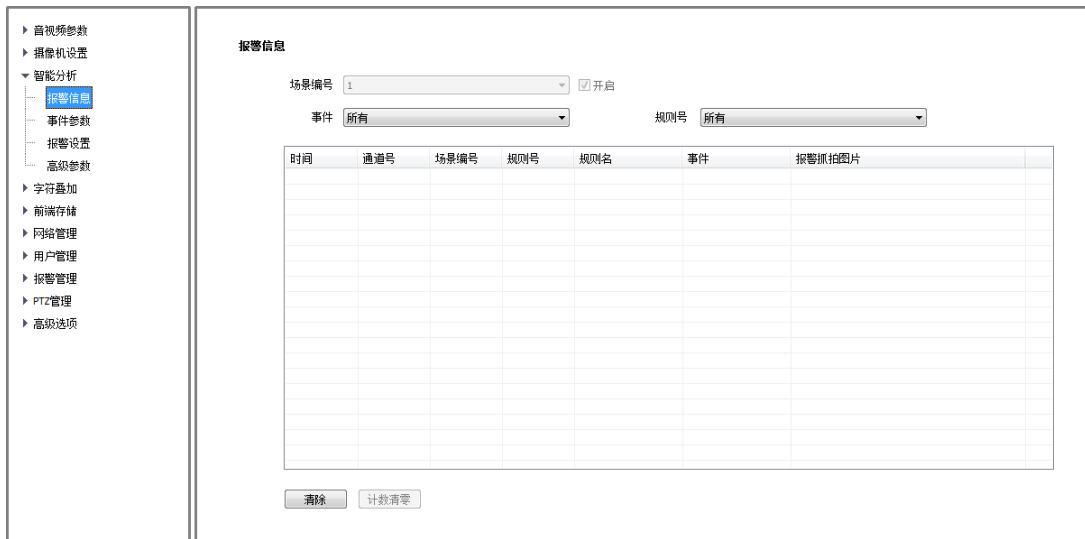 音视频参数
摄像机设置
智能分析
报警信息
事件参数
报警设置
高级参数
字符叠加
前端存储
网络管理
用户管理
报警管理
PTZ管理
高级选项
报警信息
场景编号 1 开启
事件 所有 规则号 所有
时间 通道号 场景编号 规则号 规则名 事件 报警抓拍图片
清除 计数清零